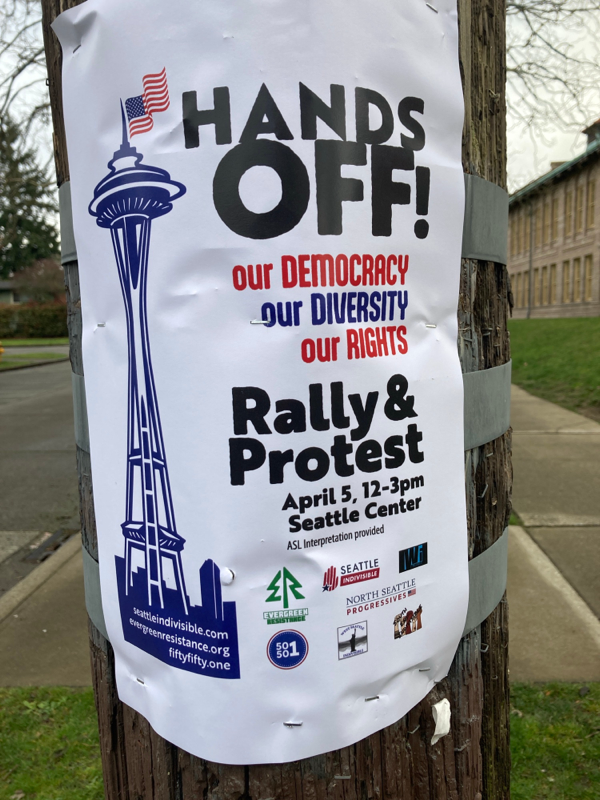 HANDS
OFF!
our DEMOCRACY
our DIVERSITY
our RIGHTS
Rally &
Protest
April 5, 12-3pm
Seattle Center
ASL Interpretation provided
ER
EVERGREEN
RESISTANCE
SEATTLE
INDIVISIBLE
NORTH SEATTLE
PROGRESSIVES
50
50
1
seattleindivisible.com
evergreenresistance.org
fiftyfifty.one